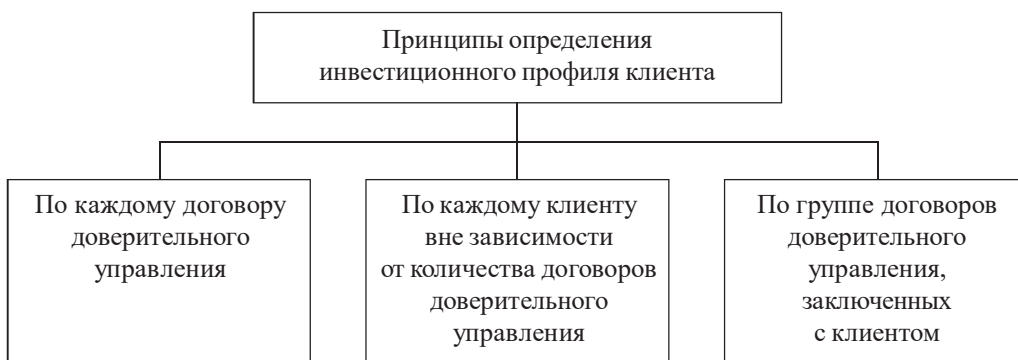 Принципы определения
инвестиционного профиля клиента
По каждому договору
доверительного
управления
По каждому клиенту
вне зависимости
от количества договоров
доверительного
управления
По группе договоров
доверительного
управления,
заключенных
с клиентом